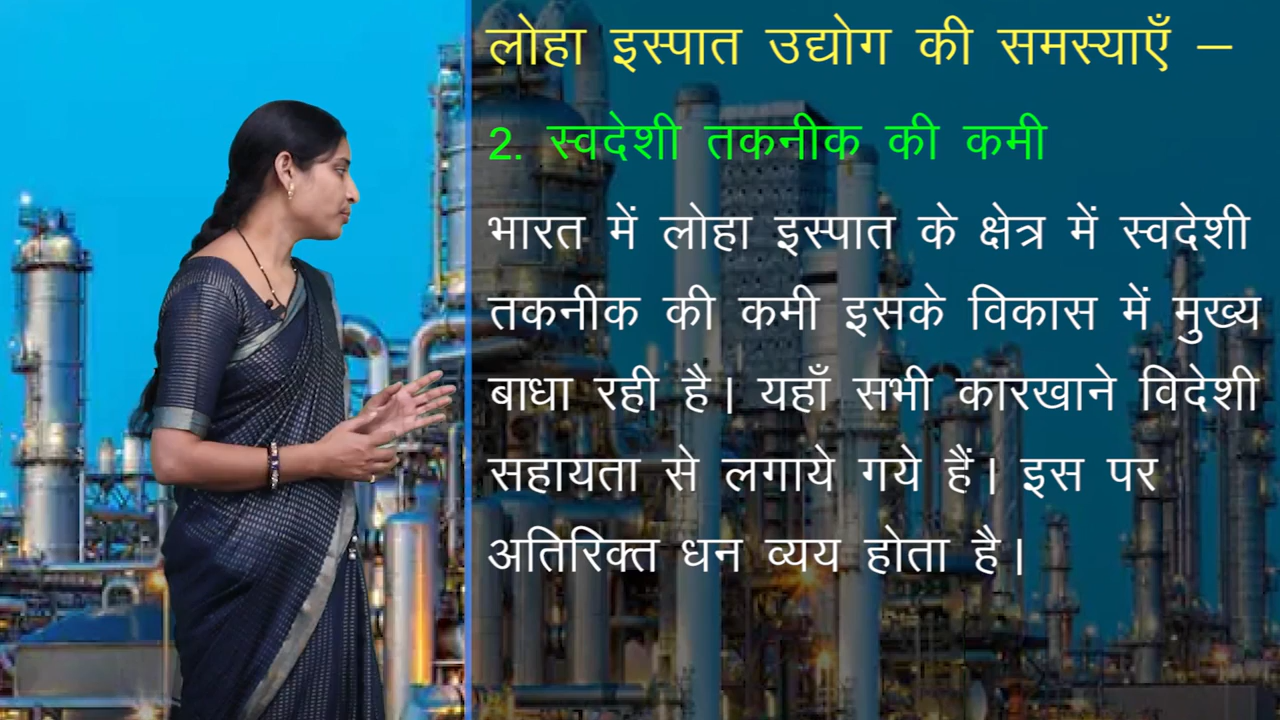 लोहा इस्पात उद्योग की समस्याएँ –
2. स्वदेशी तकनीक की कमी
भारत में लोहा इस्पात के क्षेत्र में स्वदेशी
तकनीक की कमी इसके विकास में मुख्य
बाधा रही है। यहाँ सभी कारखाने विदेशी
सहायता से लगाये गये हैं। इस पर
अतिरिक्त धन व्यय होता है।